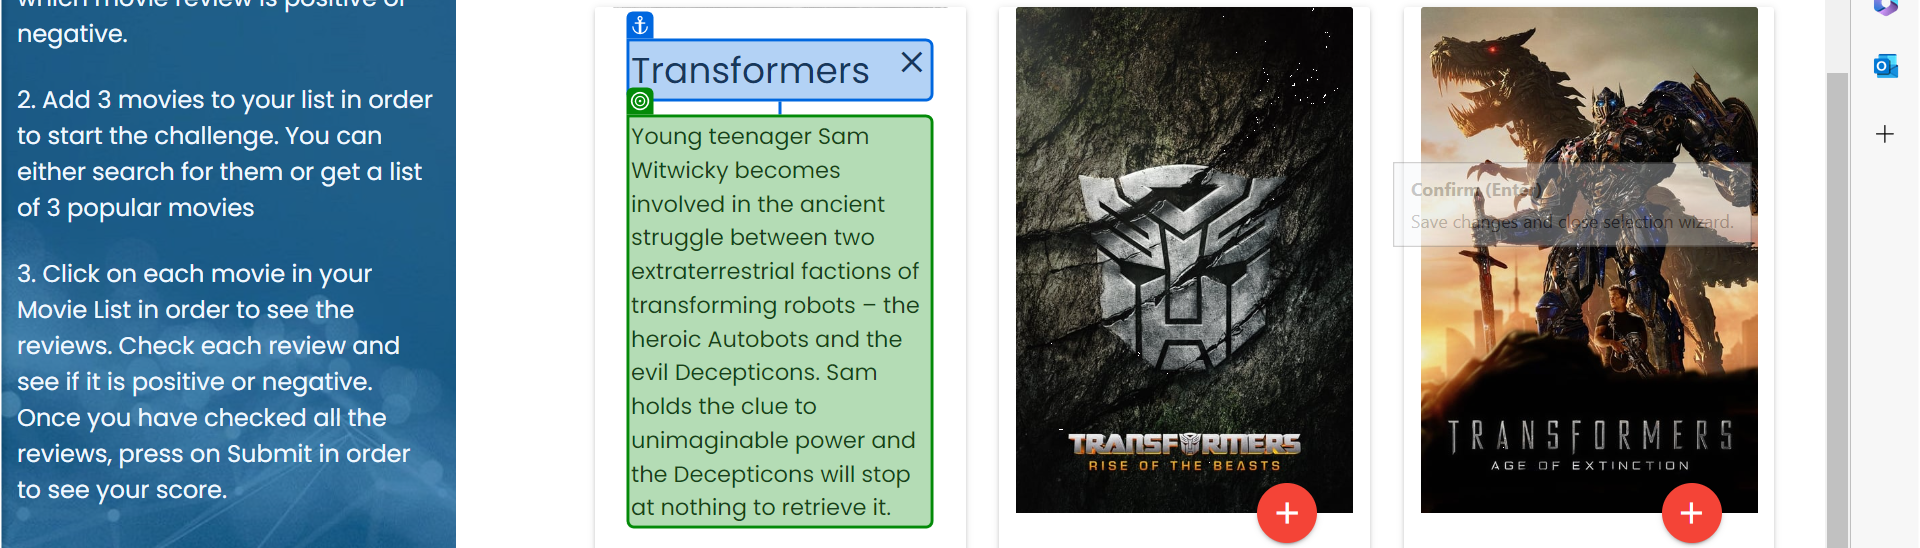 which movie review is positive or
negative.
2. Add 3 movies to your list in order
to start the challenge. You can
either search for them or get a list
of 3 popular movies
3. Click on each movie in your
Movie List in order to see the
reviews. Check each review and
see if it is positive or negative.
Once you have checked all the
reviews, press on Submit in order
to see your score.
Transformers
Young teenager Sam
Witwicky becomes
involved in the ancient
struggle between two
extraterrestrial factions of
transforming robots – the
heroic Autobots and the
evil Decepticons. Sam
holds the clue to
unimaginable power and
the Decepticons will stop
at nothing to retrieve it.
TRANSFORMERS
RISE OF THE BEASTS
Confirm (Enter)
Save changes and close selection wizard.
TRANSFORMERS
AGE OF EXTINCTION